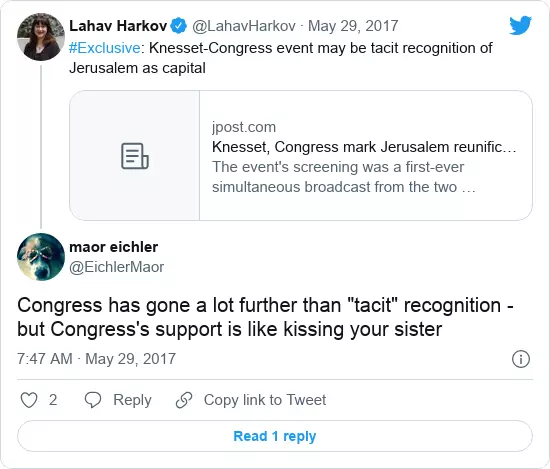 Lahav Harkov @LahavHarkov · May 29, 2017
#Exclusive: Knesset-Congress event may be tacit recognition of
Jerusalem as capital
jpost.com
Knesset, Congress mark Jerusalem reunific…
The event's screening was a first-ever
simultaneous broadcast from the two …
maor eichler
@EichlerMaor
Congress has gone a lot further than "tacit" recognition -
but Congress's support is like kissing your sister
7:47 AM · May 29, 2017
2 Reply Copy link to Tweet
Read 1 reply